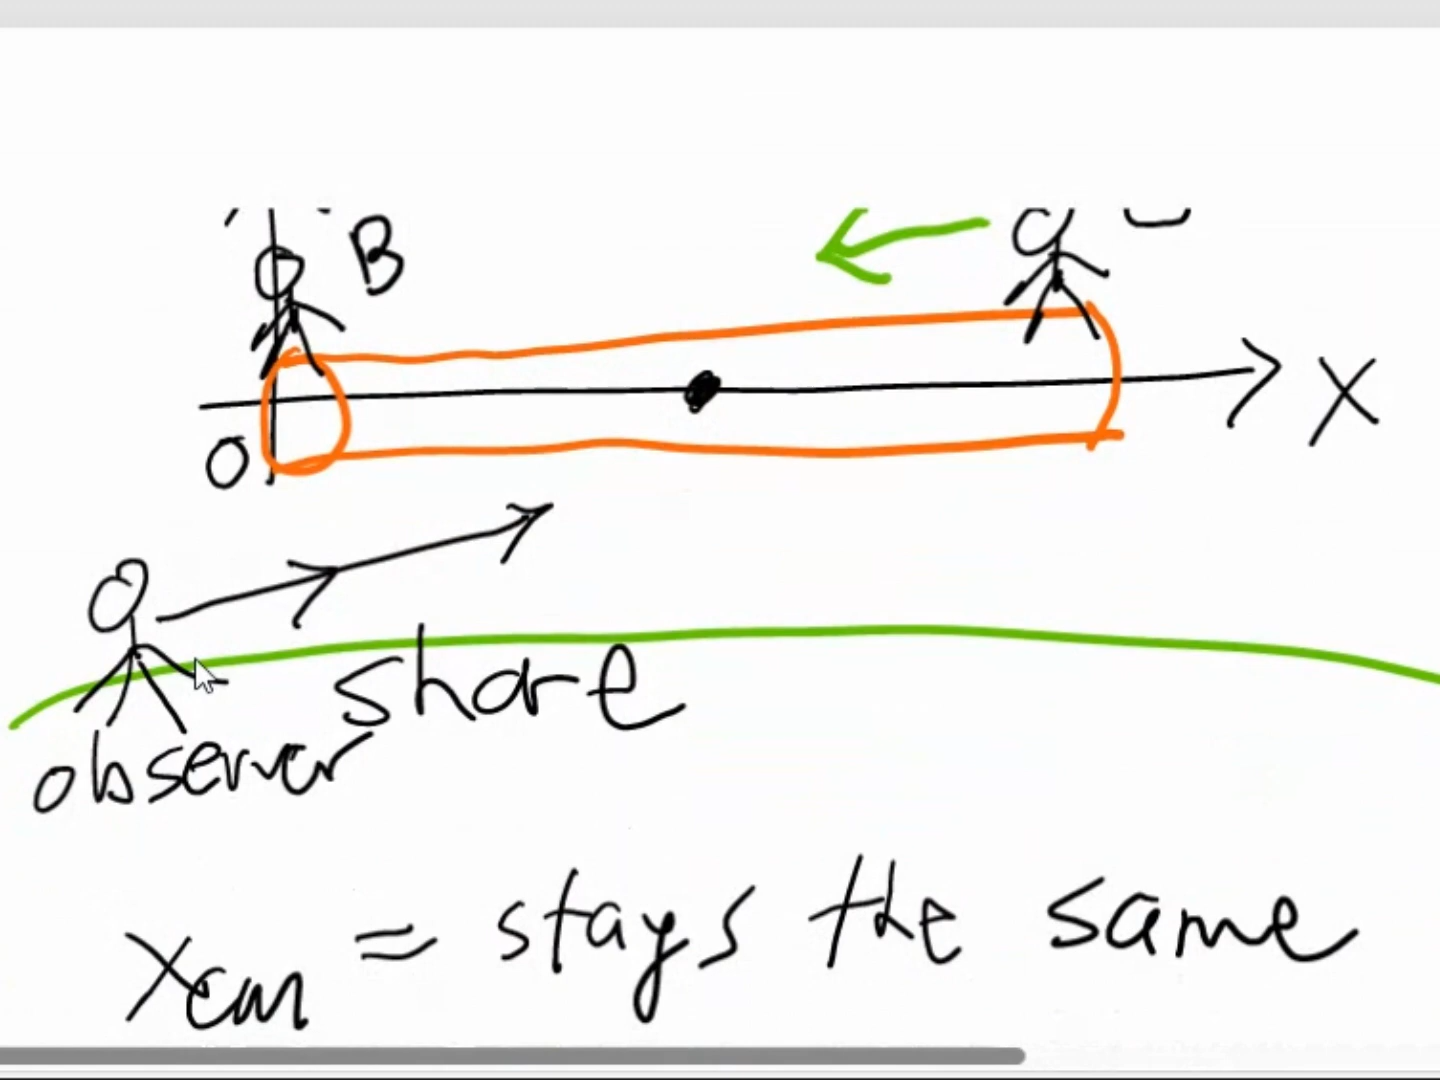 B
X
O
share
observer
xcm = stays the same